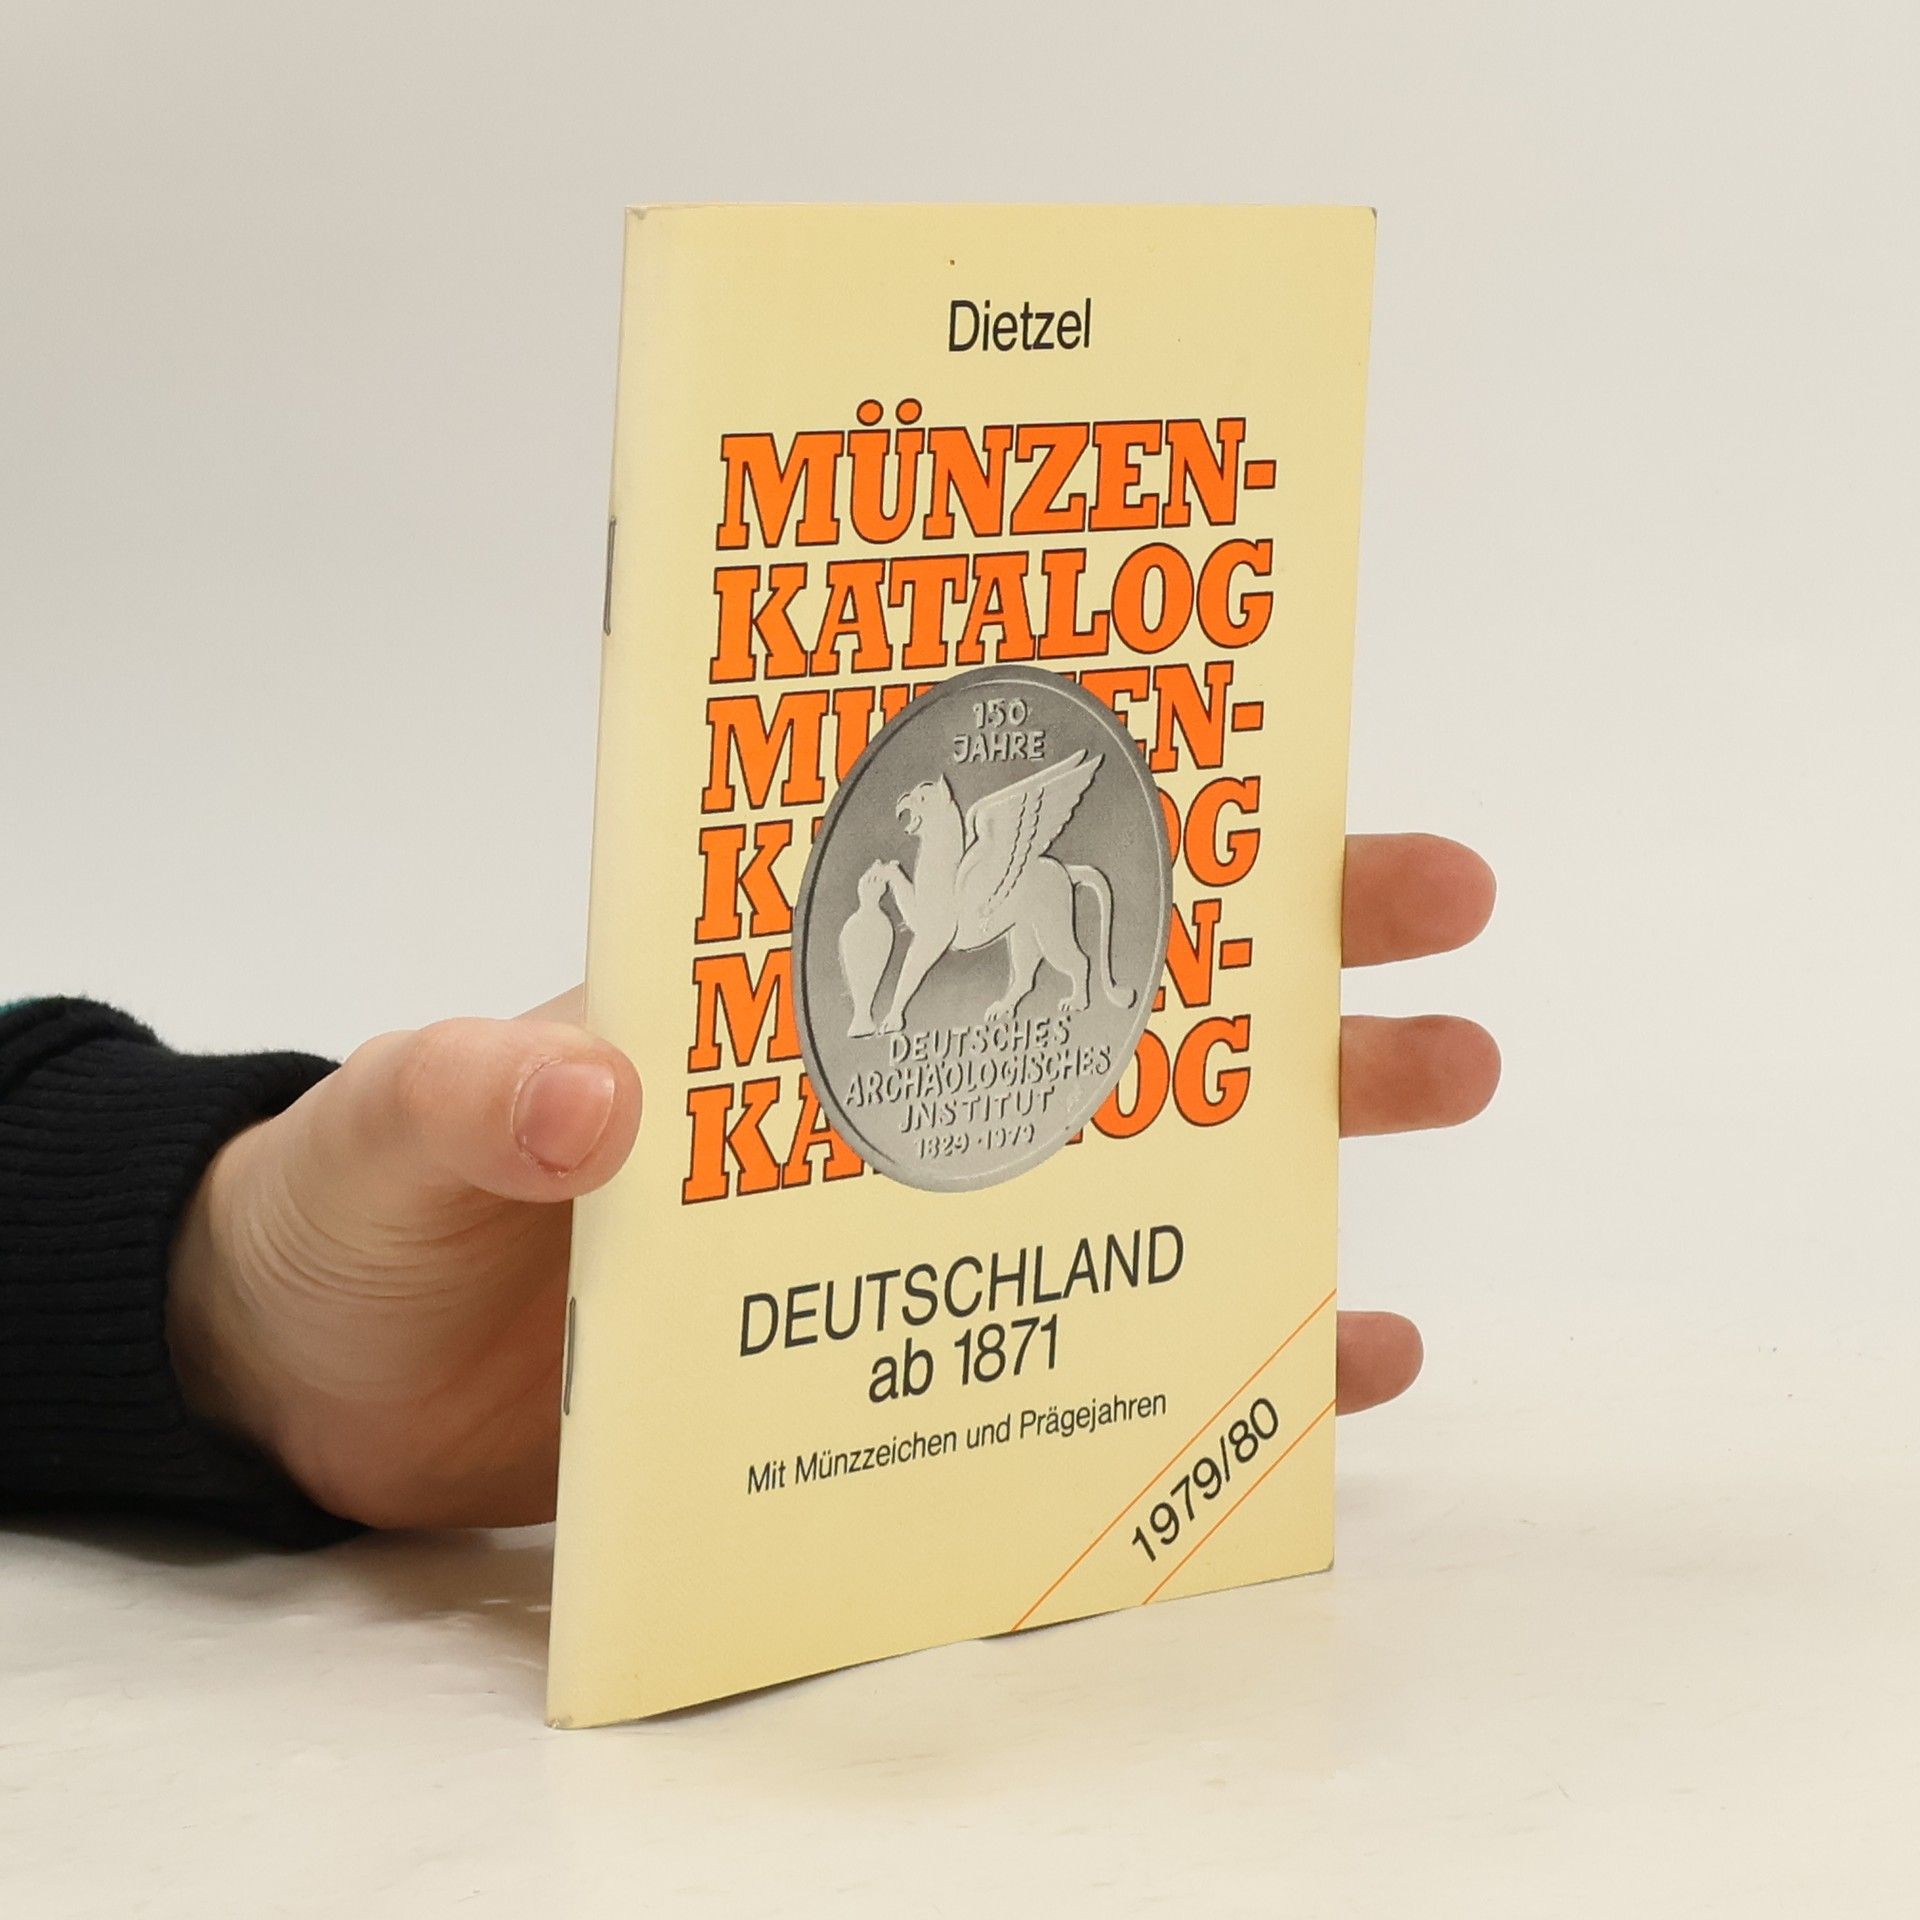 Dietzel
MÜNZEN-
KATALOG
150
JAHRE
DEUTSCHES
ARCHÄOLOGISCHES
INSTITUT
1829·1979
DEUTSCHLAND
ab 1871
Mit Münzzeichen und Prägejahren
1979/80